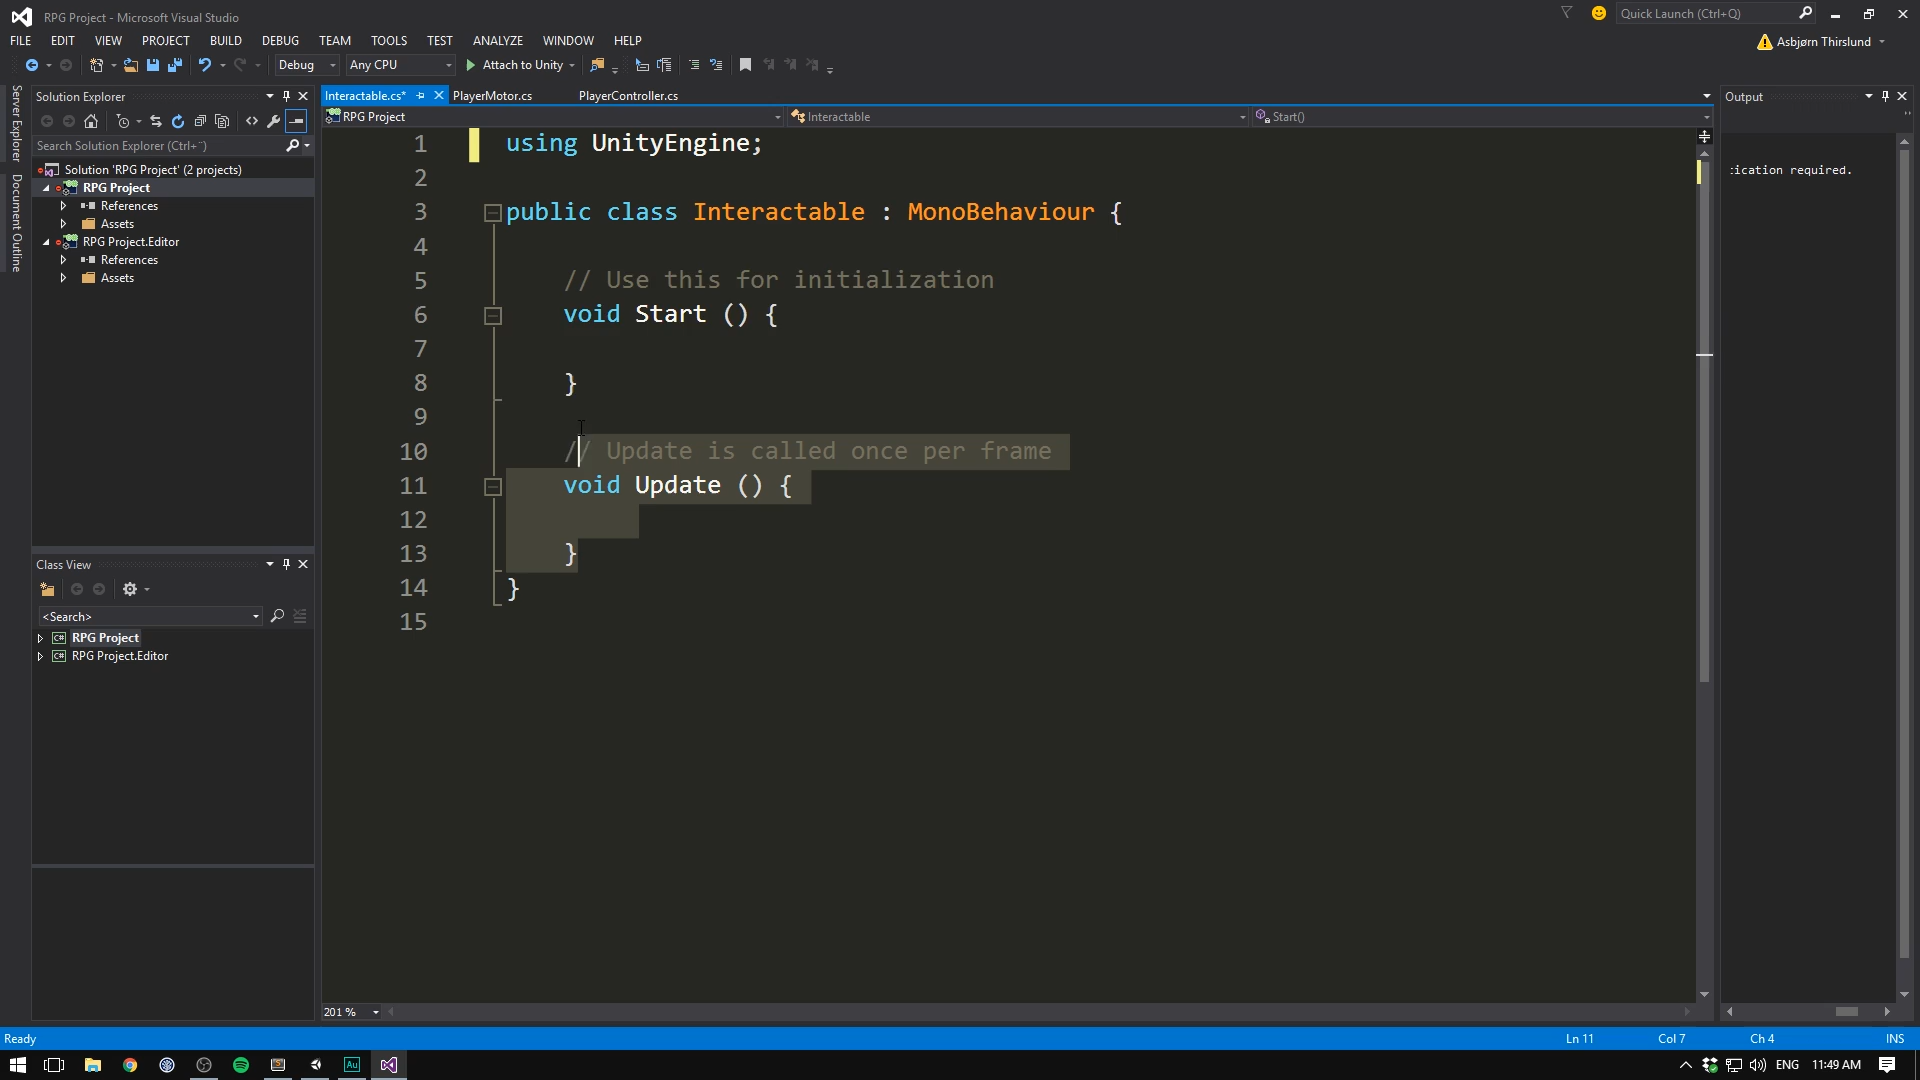 RPG Project - Microsoft Visual Studio
Quick Launch (Ctrl+Q)
FILE EDIT VIEW PROJECT BUILD DEBUG TEAM TOOLS TEST ANALYZE WINDOW HELP
Asbjørn Thirslund
Debug Any CPU Attach to Unity
Server Explorer
Document Outline
Solution Explorer
Search Solution Explorer (Ctrl+¨)
Solution 'RPG Project' (2 projects)
RPG Project
References
Assets
RPG Project.Editor
References
Assets
Class View
<Search>
RPG Project
RPG Project.Editor
Interactable.cs* PlayerMotor.cs PlayerController.cs
RPG Project Interactable Start()
1 using UnityEngine;
2
3 public class Interactable : MonoBehaviour {
4
5 // Use this for initialization
6 void Start () {
7
8 }
9
10 // Update is called once per frame
11 void Update () {
12
13 }
14 }
15
201 %
Output
:ication required.
Ready Ln 11 Col 7 Ch 4 INS
Au
ENG 11:49 AM